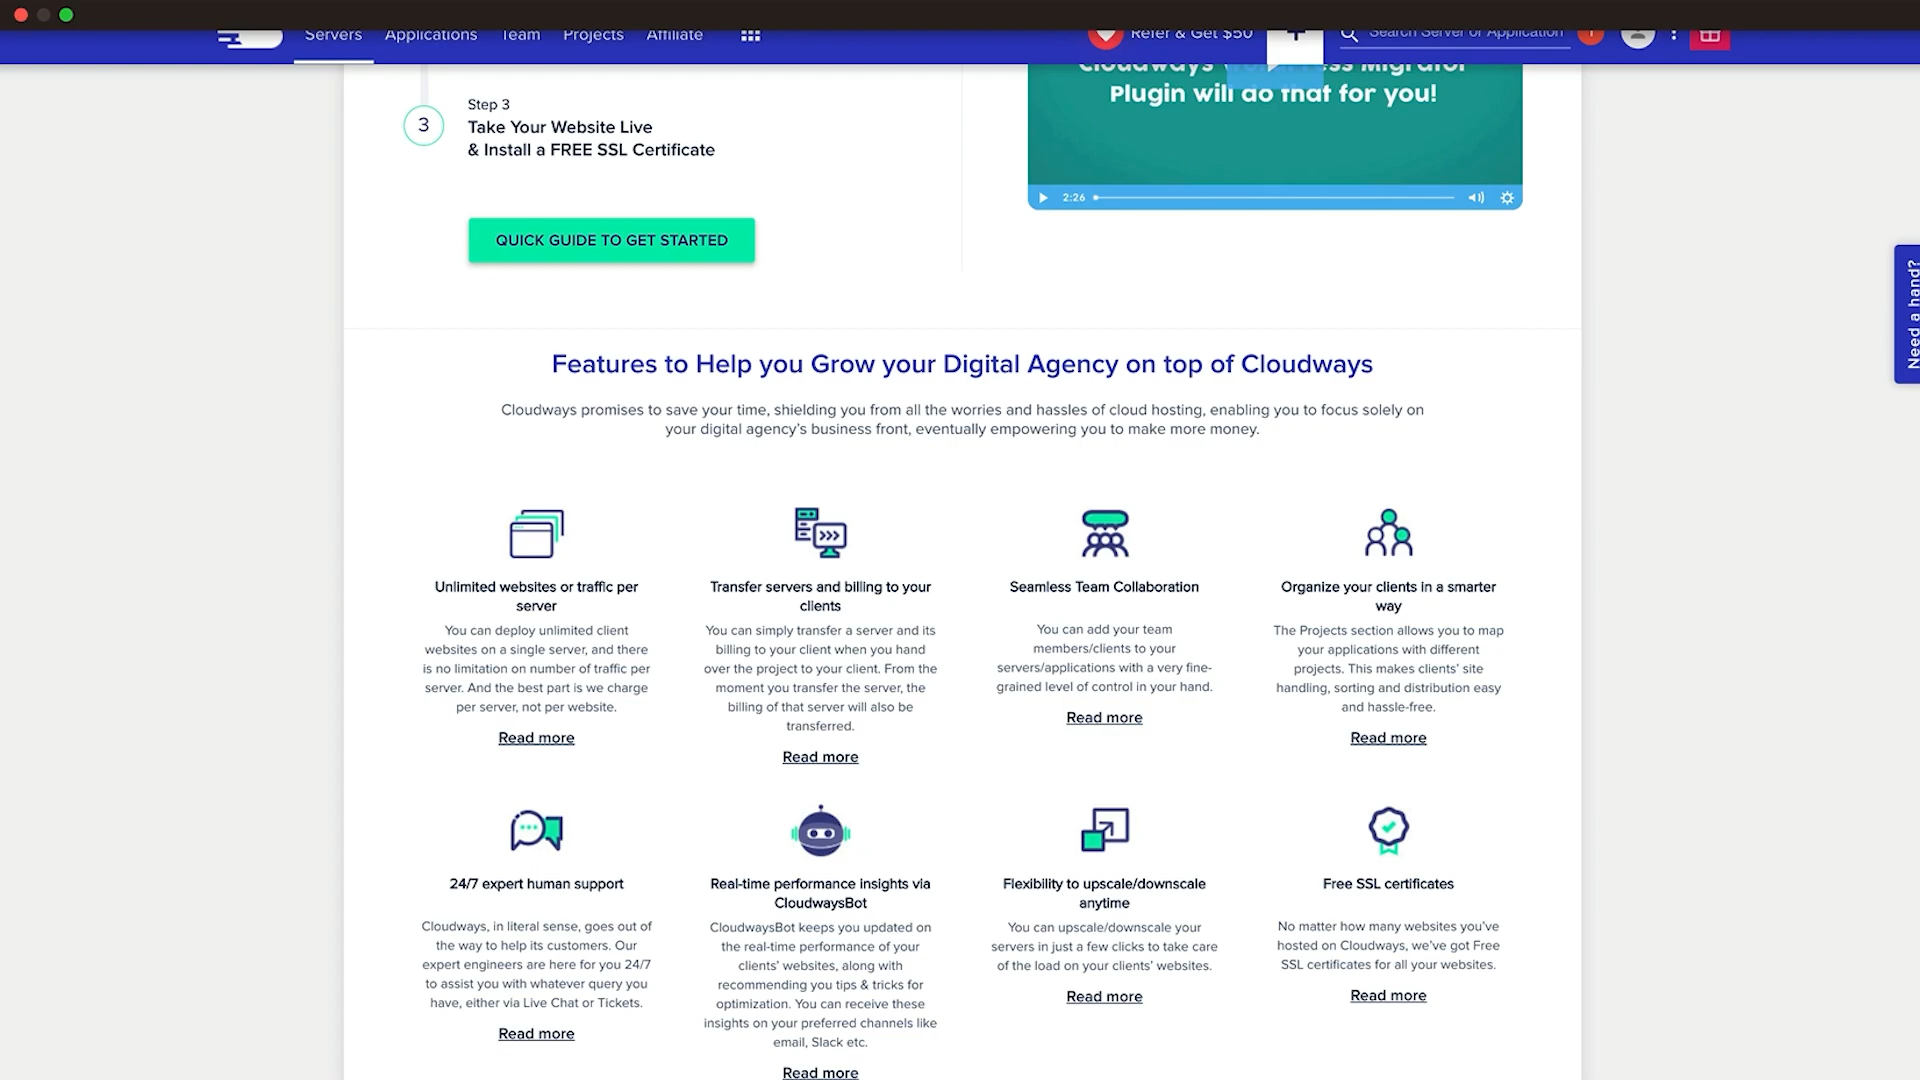 Servers
Applications
Team
Projects
Affiliate
Refer & Get $50
Search Server or Application
Plugin will do that for you!
3
Step 3
Take Your Website Live
& Install a FREE SSL Certificate
2:26
QUICK GUIDE TO GET STARTED
Need a hand?
Features to Help you Grow your Digital Agency on top of Cloudways
Cloudways promises to save your time, shielding you from all the worries and hassles of cloud hosting, enabling you to focus solely on
your digital agency's business front, eventually empowering you to make more money.
Unlimited websites or traffic per
server
You can deploy unlimited client
websites on a single server, and there
is no limitation on number of traffic per
server. And the best part is we charge
per server, not per website.
Read more
Transfer servers and billing to your
clients
You can simply transfer a server and its
billing to your client when you hand
over the project to your client. From the
moment you transfer the server, the
billing of that server will also be
transferred.
Read more
Seamless Team Collaboration
You can add your team
members/clients to your
servers/applications with a very fine-
grained level of control in your hand.
Read more
Organize your clients in a smarter
way
The Projects section allows you to map
your applications with different
projects. This makes clients' site
handling, sorting and distribution easy
and hassle-free.
Read more
24/7 expert human support
Cloudways, in literal sense, goes out of
the way to help its customers. Our
expert engineers are here for you 24/7
to assist you with whatever query you
have, either via Live Chat or Tickets.
Read more
Real-time performance insights via
CloudwaysBot
CloudwaysBot keeps you updated on
the real-time performance of your
clients' websites, along with
recommending you tips & tricks for
optimization. You can receive these
insights on your preferred channels like
email, Slack etc.
Read more
Flexibility to upscale/downscale
anytime
You can upscale/downscale your
servers in just a few clicks to take care
of the load on your clients' websites.
Read more
Free SSL certificates
No matter how many websites you've
hosted on Cloudways, we've got Free
SSL certificates for all your websites.
Read more